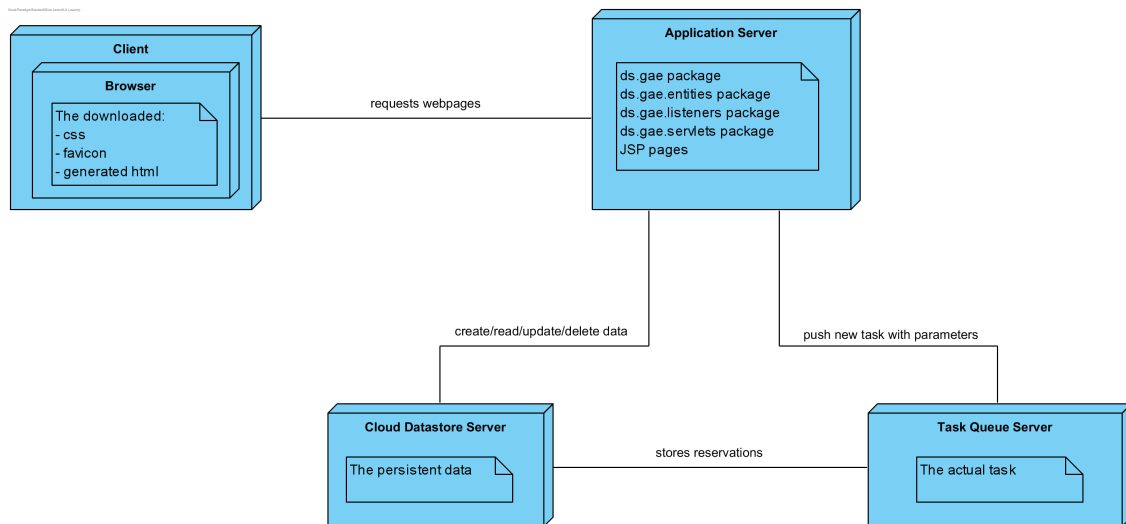 Client
Browser
The downloaded:
- css
- favicon
- generated html
requests webpages
Application Server
ds.gae package
ds.gae.entities package
ds.gae.listeners package
ds.gae.servlets package
JSP pages
create/read/update/delete data
push new task with parameters
Cloud Datastore Server
The persistent data
stores reservations
Task Queue Server
The actual task